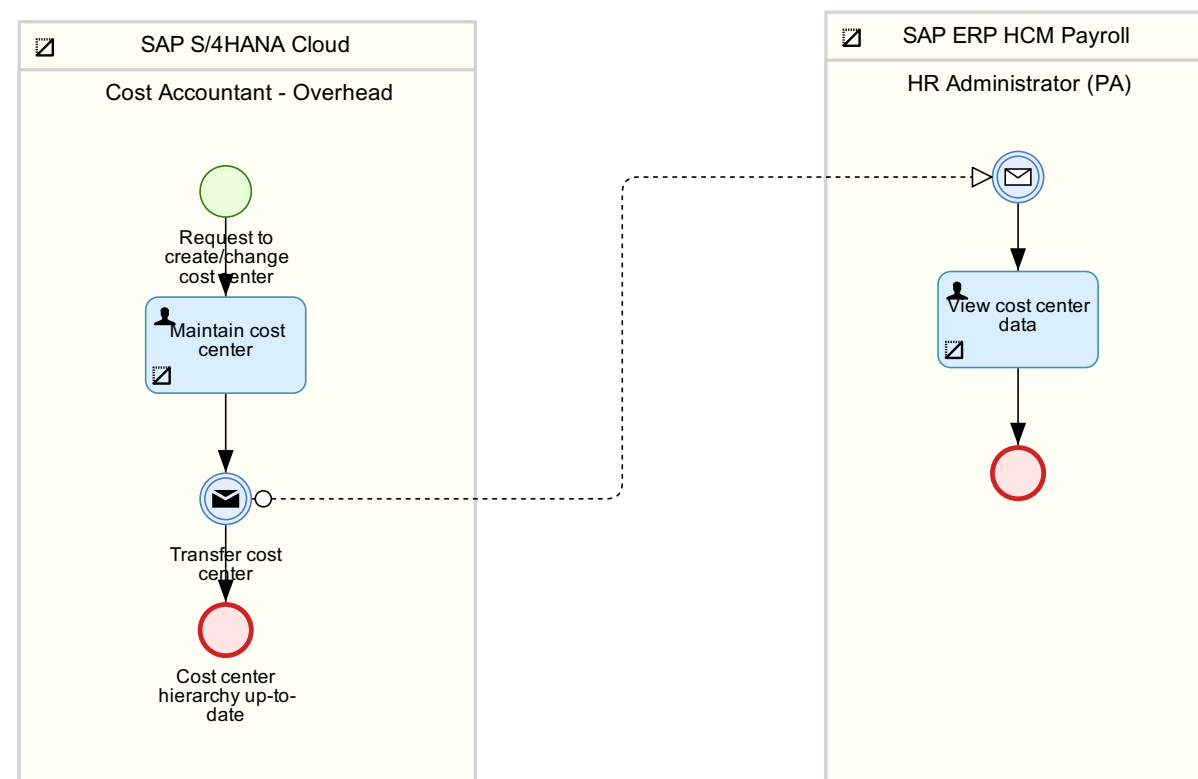 SAP S/4HANA Cloud
Cost Accountant - Overhead
Request to
create/change
cost center
Maintain cost
center
Transfer cost
center
Cost center
hierarchy up-to-
date
SAP ERP HCM Payroll
HR Administrator (PA)
View cost center
data